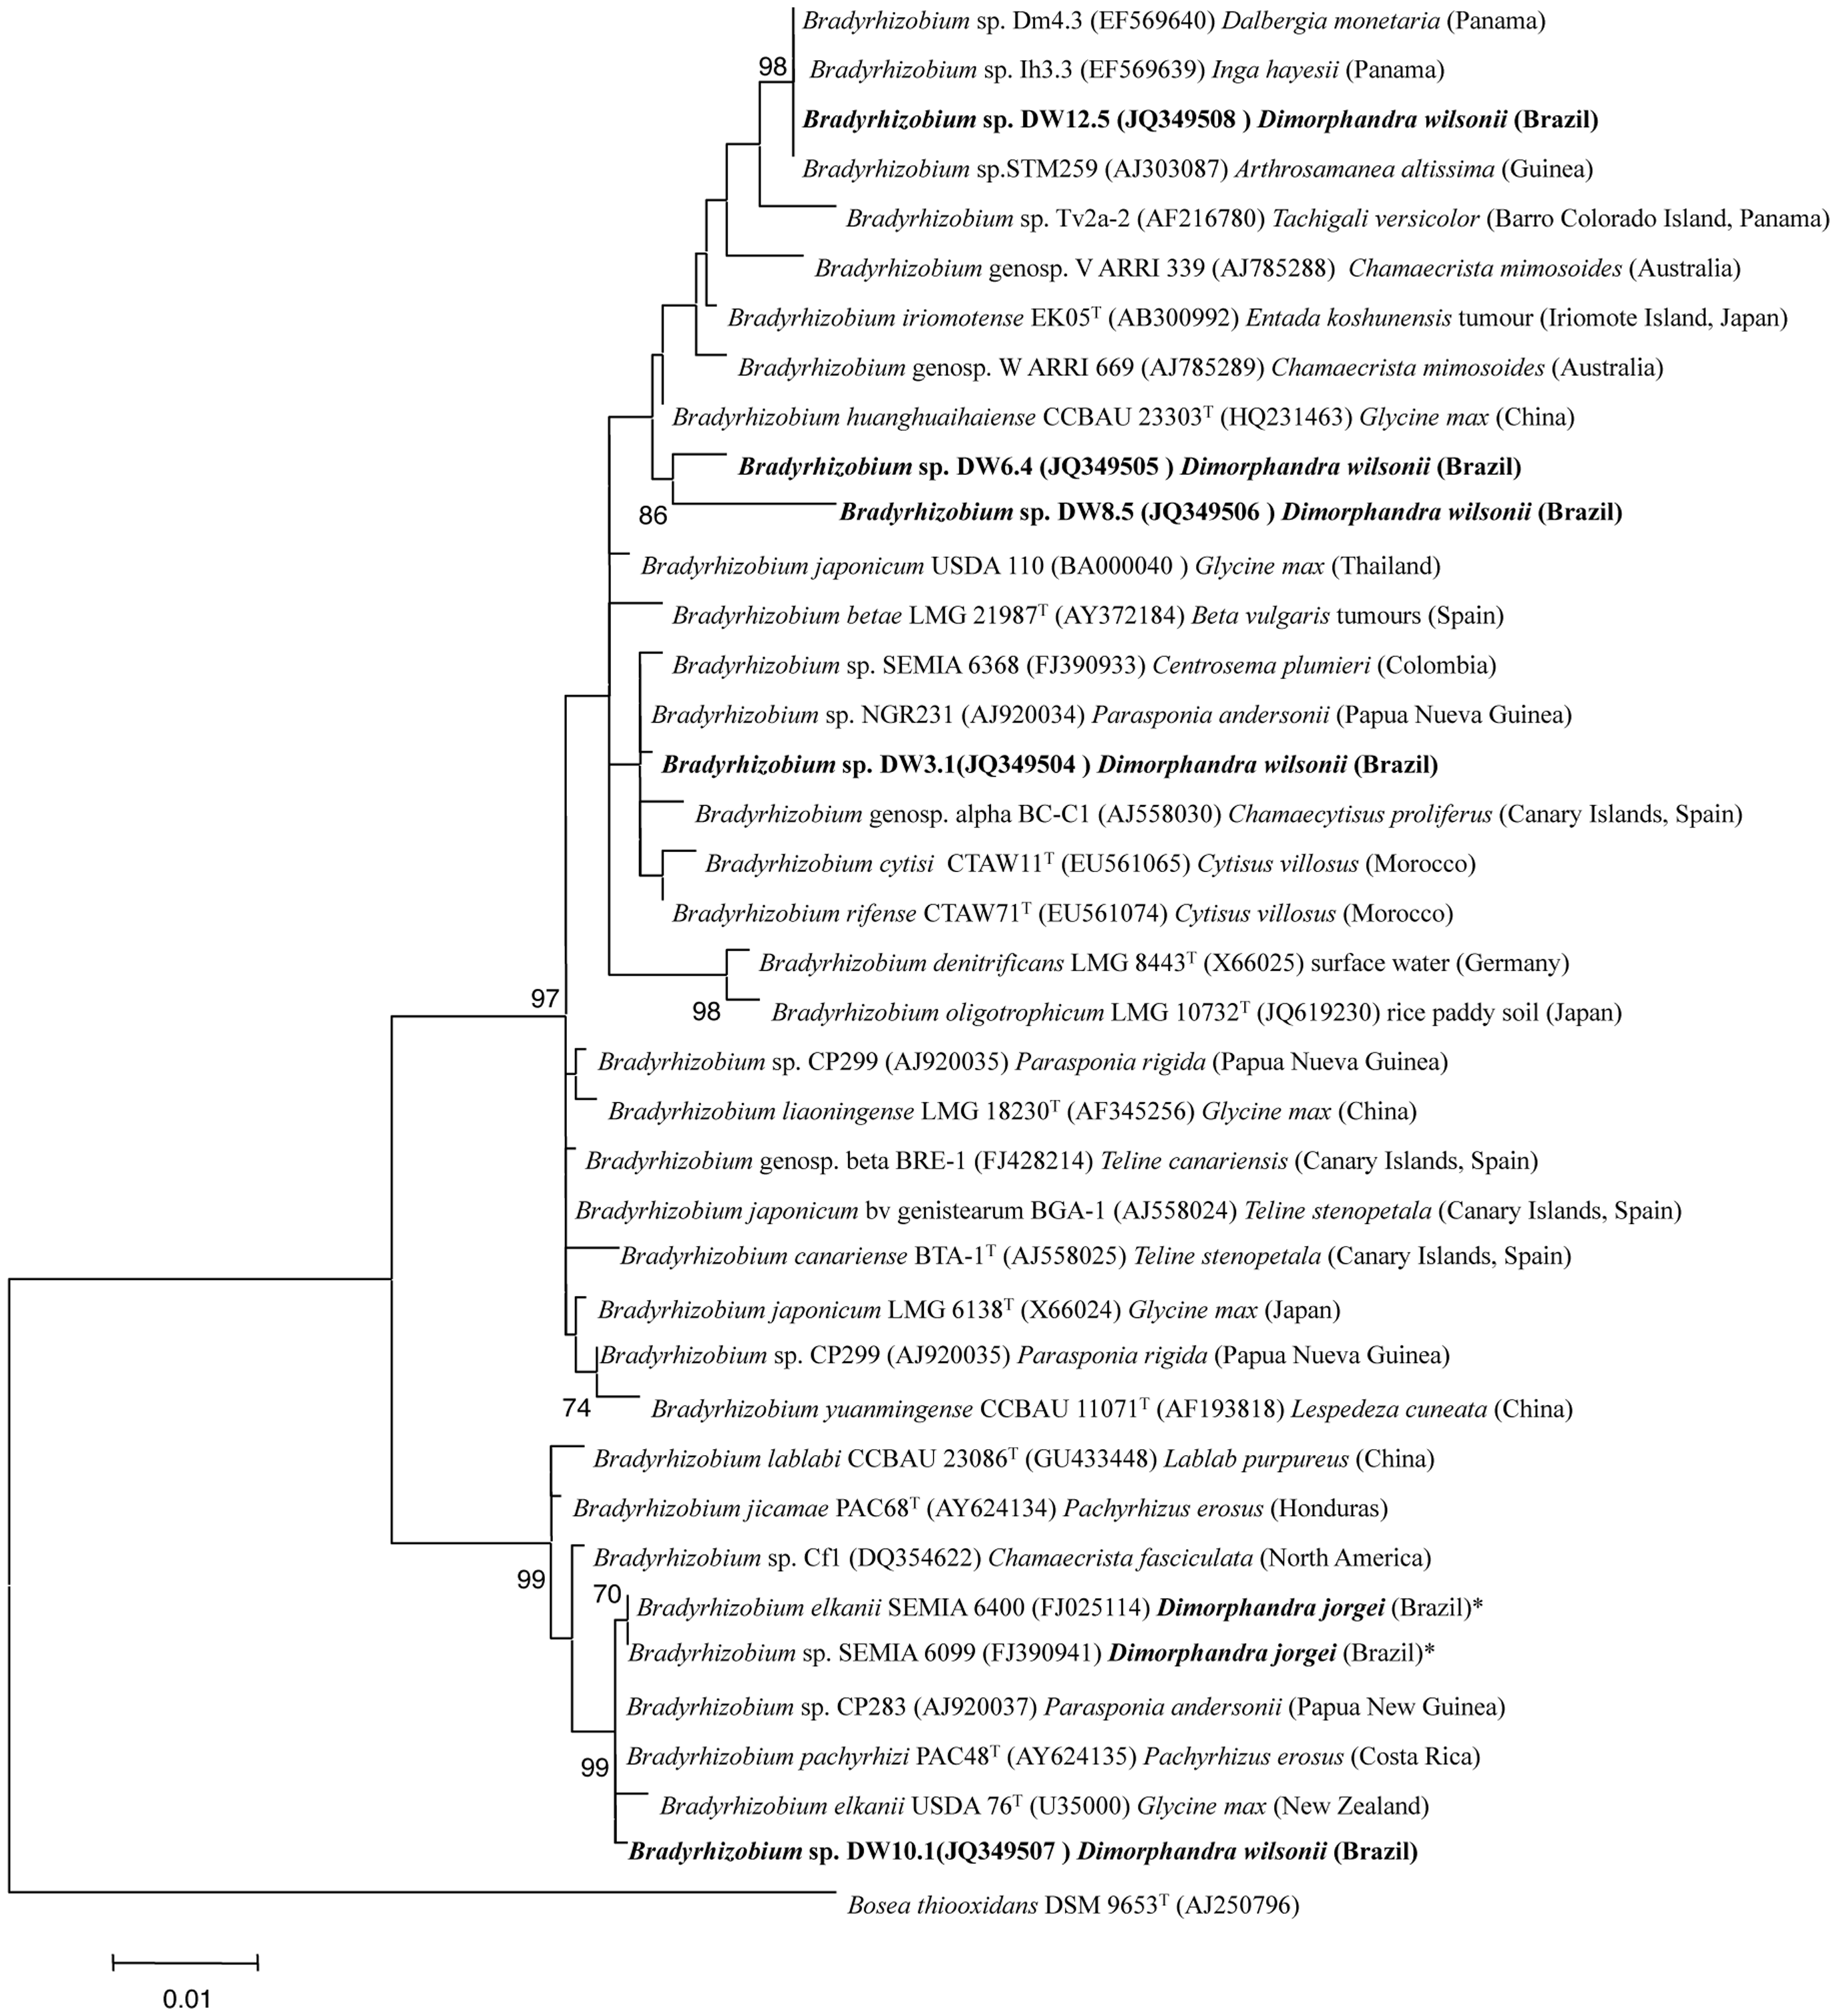 Bradyrhizobium sp. Dm4.3 (EF569640) Dalbergia monetaria (Panama)
98
Bradyrhizobium sp. Ih3.3 (EF569639) Inga hayesii (Panama)
Bradyrhizobium sp. DW12.5 (JQ349508 ) Dimorphandra wilsonii (Brazil)
Bradyrhizobium sp.STM259 (AJ303087) Arthrosamanea altissima (Guinea)
Bradyrhizobium sp. Tv2a-2 (AF216780) Tachigali versicolor (Barro Colorado Island, Panama)
Bradyrhizobium genosp. V ARRI 339 (AJ785288) Chamaecrista mimosoides (Australia)
Bradyrhizobium iriomotense EK05ᵀ (AB300992) Entada koshunensis tumour (Iriomote Island, Japan)
Bradyrhizobium genosp. W ARRI 669 (AJ785289) Chamaecrista mimosoides (Australia)
Bradyrhizobium huanghuaihaiense CCBAU 23303ᵀ (HQ231463) Glycine max (China)
Bradyrhizobium sp. DW6.4 (JQ349505 ) Dimorphandra wilsonii (Brazil)
86
Bradyrhizobium sp. DW8.5 (JQ349506 ) Dimorphandra wilsonii (Brazil)
Bradyrhizobium japonicum USDA 110 (BA000040 ) Glycine max (Thailand)
Bradyrhizobium betae LMG 21987ᵀ (AY372184) Beta vulgaris tumours (Spain)
Bradyrhizobium sp. SEMIA 6368 (FJ390933) Centrosema plumieri (Colombia)
Bradyrhizobium sp. NGR231 (AJ920034) Parasponia andersonii (Papua Nueva Guinea)
Bradyrhizobium sp. DW3.1(JQ349504 ) Dimorphandra wilsonii (Brazil)
Bradyrhizobium genosp. alpha BC-C1 (AJ558030) Chamaecytisus proliferus (Canary Islands, Spain)
Bradyrhizobium cytisi CTAW11ᵀ (EU561065) Cytisus villosus (Morocco)
Bradyrhizobium rifense CTAW71ᵀ (EU561074) Cytisus villosus (Morocco)
Bradyrhizobium denitrificans LMG 8443ᵀ (X66025) surface water (Germany)
97
98
Bradyrhizobium oligotrophicum LMG 10732ᵀ (JQ619230) rice paddy soil (Japan)
Bradyrhizobium sp. CP299 (AJ920035) Parasponia rigida (Papua Nueva Guinea)
Bradyrhizobium liaoningense LMG 18230ᵀ (AF345256) Glycine max (China)
Bradyrhizobium genosp. beta BRE-1 (FJ428214) Teline canariensis (Canary Islands, Spain)
Bradyrhizobium japonicum bv genistearum BGA-1 (AJ558024) Teline stenopetala (Canary Islands, Spain)
Bradyrhizobium canariense BTA-1ᵀ (AJ558025) Teline stenopetala (Canary Islands, Spain)
Bradyrhizobium japonicum LMG 6138ᵀ (X66024) Glycine max (Japan)
Bradyrhizobium sp. CP299 (AJ920035) Parasponia rigida (Papua Nueva Guinea)
74
Bradyrhizobium yuanmingense CCBAU 11071ᵀ (AF193818) Lespedeza cuneata (China)
Bradyrhizobium lablabi CCBAU 23086ᵀ (GU433448) Lablab purpureus (China)
Bradyrhizobium jicamae PAC68ᵀ (AY624134) Pachyrhizus erosus (Honduras)
Bradyrhizobium sp. Cf1 (DQ354622) Chamaecrista fasciculata (North America)
99
70
Bradyrhizobium elkanii SEMIA 6400 (FJ025114) Dimorphandra jorgei (Brazil)*
Bradyrhizobium sp. SEMIA 6099 (FJ390941) Dimorphandra jorgei (Brazil)*
Bradyrhizobium sp. CP283 (AJ920037) Parasponia andersonii (Papua New Guinea)
Bradyrhizobium pachyrhizi PAC48ᵀ (AY624135) Pachyrhizus erosus (Costa Rica)
99
Bradyrhizobium elkanii USDA 76ᵀ (U35000) Glycine max (New Zealand)
Bradyrhizobium sp. DW10.1(JQ349507 ) Dimorphandra wilsonii (Brazil)
Bosea thiooxidans DSM 9653ᵀ (AJ250796)
0.01